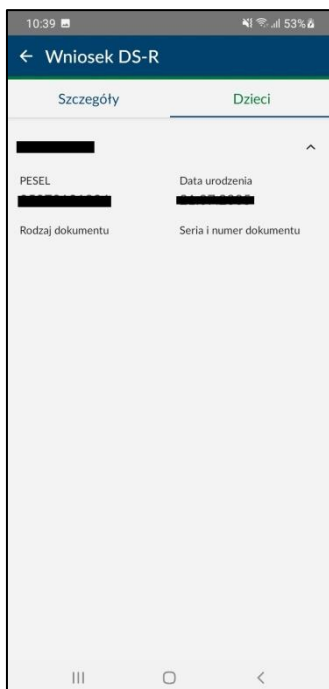 10:39 53%
Wniosek DS-R
Szczegóły Dzieci
PESEL Data urodzenia
Rodzaj dokumentu Seria i numer dokumentu